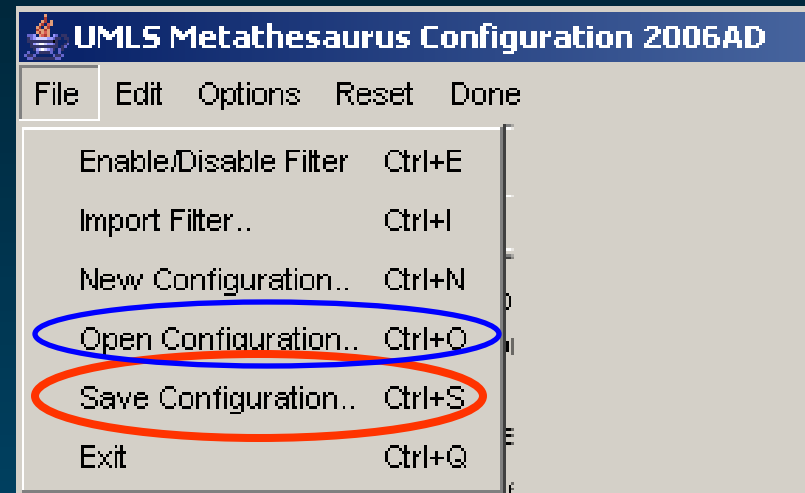 UMLS Metathesaurus Configuration 2006AD
File Edit Options Reset Done
Enable/Disable Filter Ctrl+E
Import Filter.. Ctrl+I
New Configuration.. Ctrl+N
Open Configuration.. Ctrl+O
Save Configuration.. Ctrl+S
Exit Ctrl+Q